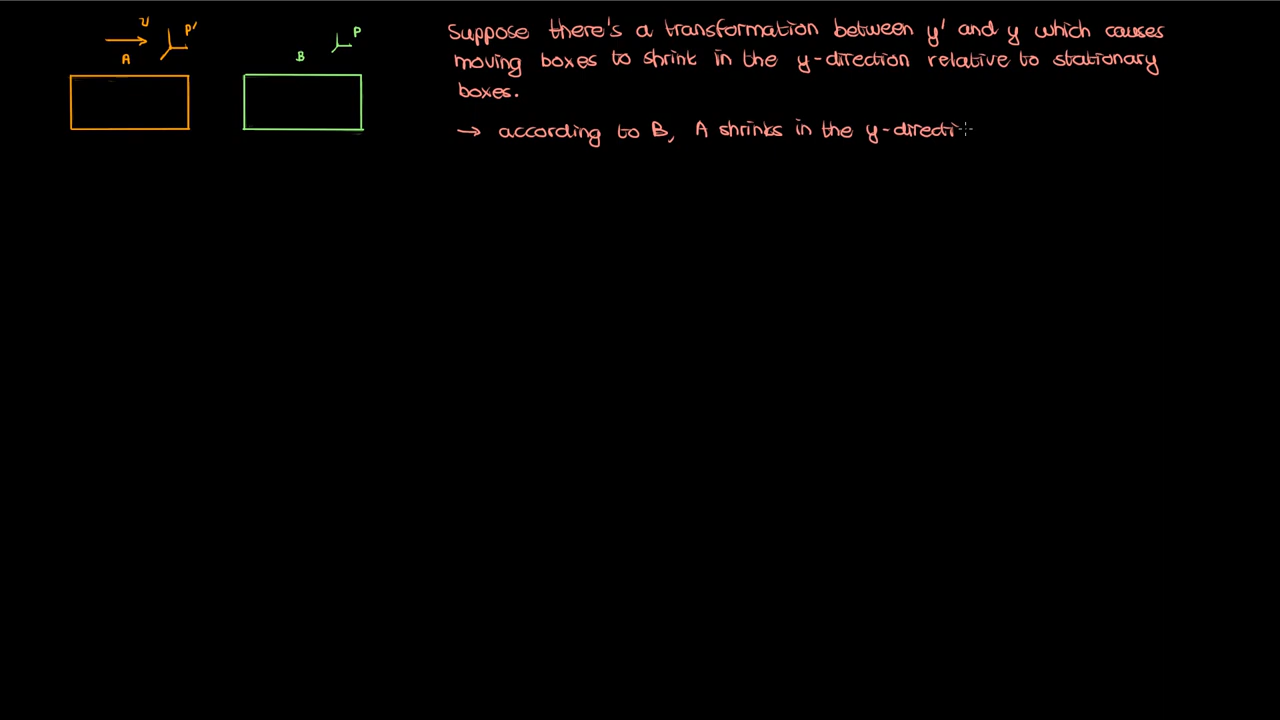 v
P'
A
P
B
Suppose there's a transformation between y' and y which causes
moving boxes to shrink in the y-direction relative to stationary
boxes.
→ according to B, A shrinks in the y-directi